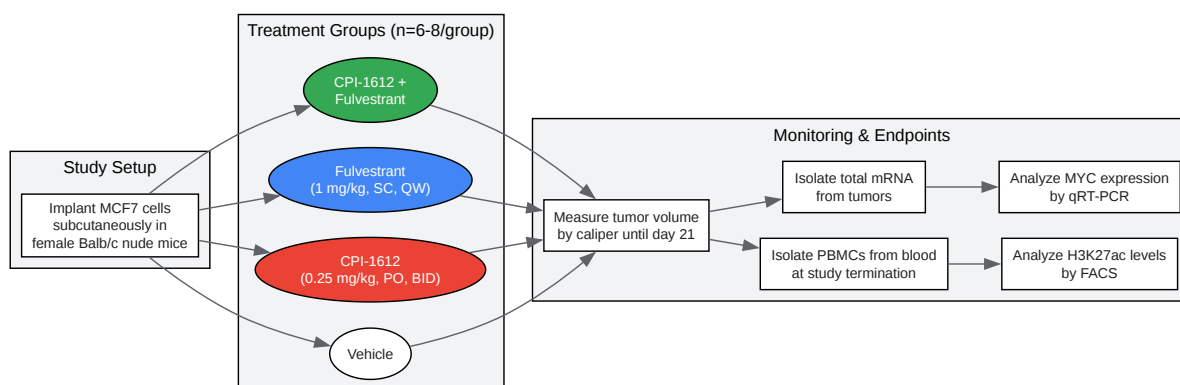 Study Setup
Implant MCF7 cells
subcutaneously in
female Balb/c nude mice
Treatment Groups (n=6-8/group)
CPI-1612 +
Fulvestrant
Fulvestrant
(1 mg/kg, SC, QW)
CPI-1612
(0.25 mg/kg, PO, BID)
Vehicle
Monitoring & Endpoints
Measure tumor volume
by caliper until day 21
Isolate total mRNA
from tumors
Analyze MYC expression
by qRT-PCR
Isolate PBMCs from blood
at study termination
Analyze H3K27ac levels
by FACS